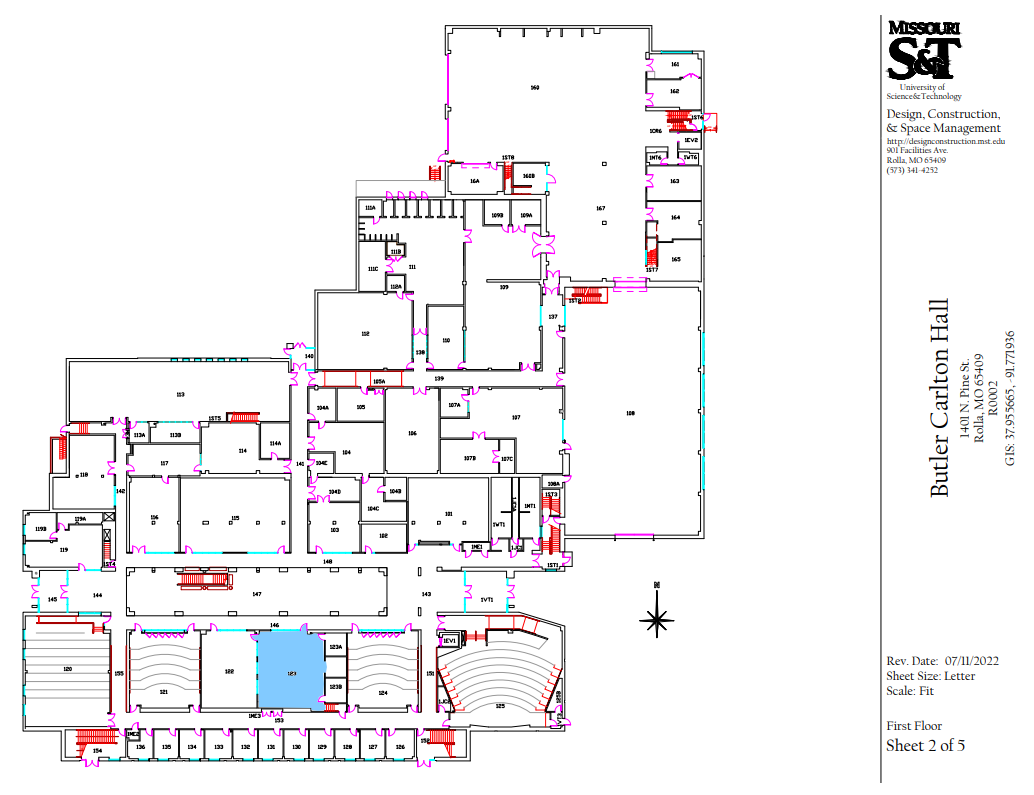 MISSOURI
S&T
University of
Science&Technology
Design, Construction,
& Space Management
http://designconstruction.mst.edu
901 Facilities Ave.
Rolla, MO 65409
(573) 341-4252
Butler Carlton Hall
1401 N. Pine St.
Rolla, MO 65409
R0002
GIS: 37.955665, -91.771936
Rev. Date: 07/11/2022
Sheet Size: Letter
Scale: Fit
First Floor
Sheet 2 of 5
161
160
162
1ST6
1CR6
1EV2
1ST8
1MT6
1WT6
16A
160B
163
167
164
165
1ST7
111A
109B
109A
111B
111
111C
112A
109
1ST2
137
112
110
138
140
139
105A
113
108
104A
105
107A
107
106
1ST5
113A
113B
114
114A
104
107B
107C
117
104E
141
118
142
104D
104B
104C
108A
1ST3
116
115
101
1WT1
1MT1
119A
119B
103
102
119
1ME1
1ST4
1ST1
148
145
144
147
143
1VT1
146
1EV1
120
155
121
122
123
123A
123B
124
151
125
125B
1ME3
153
1ME2
154
136
135
134
133
132
131
130
129
128
127
126
152